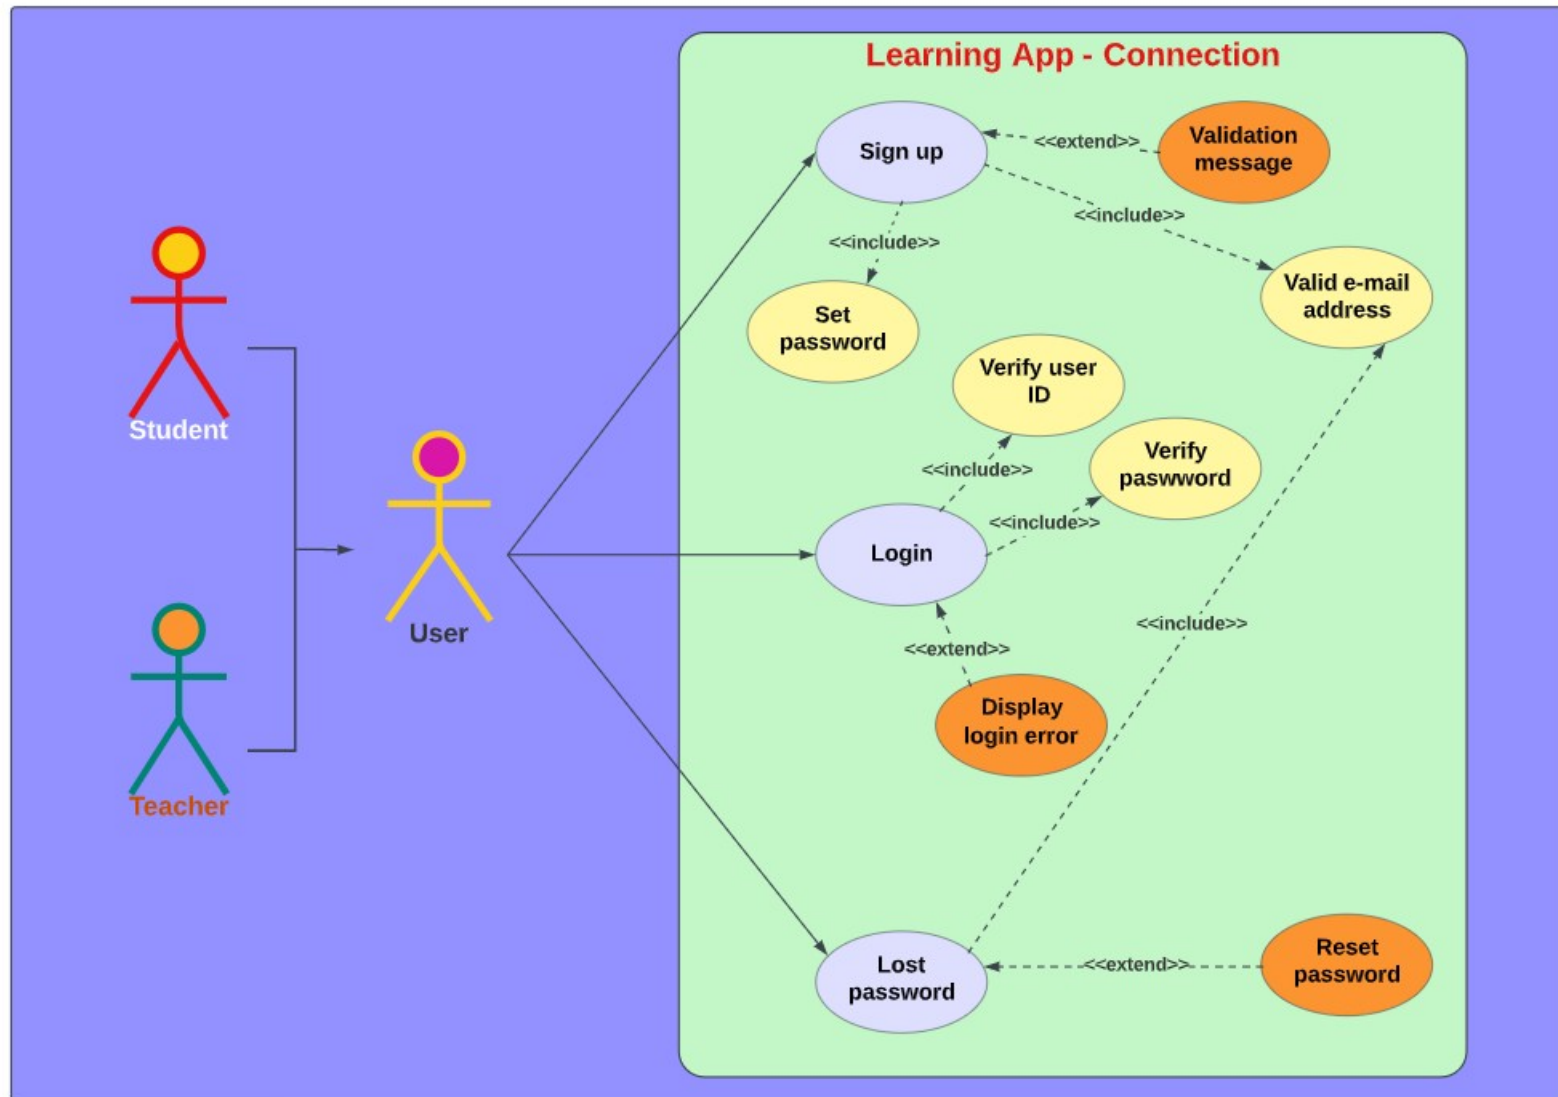 Learning App - Connection
Sign up
<<extend>>
Validation
message
<<include>>
<<include>>
Set
password
Valid e-mail
address
Verify user
ID
<<include>>
Verify
paswword
<<include>>
Login
<<extend>>
Display
login error
<<include>>
Lost
password
<<extend>>
Reset
password
Student
User
Teacher